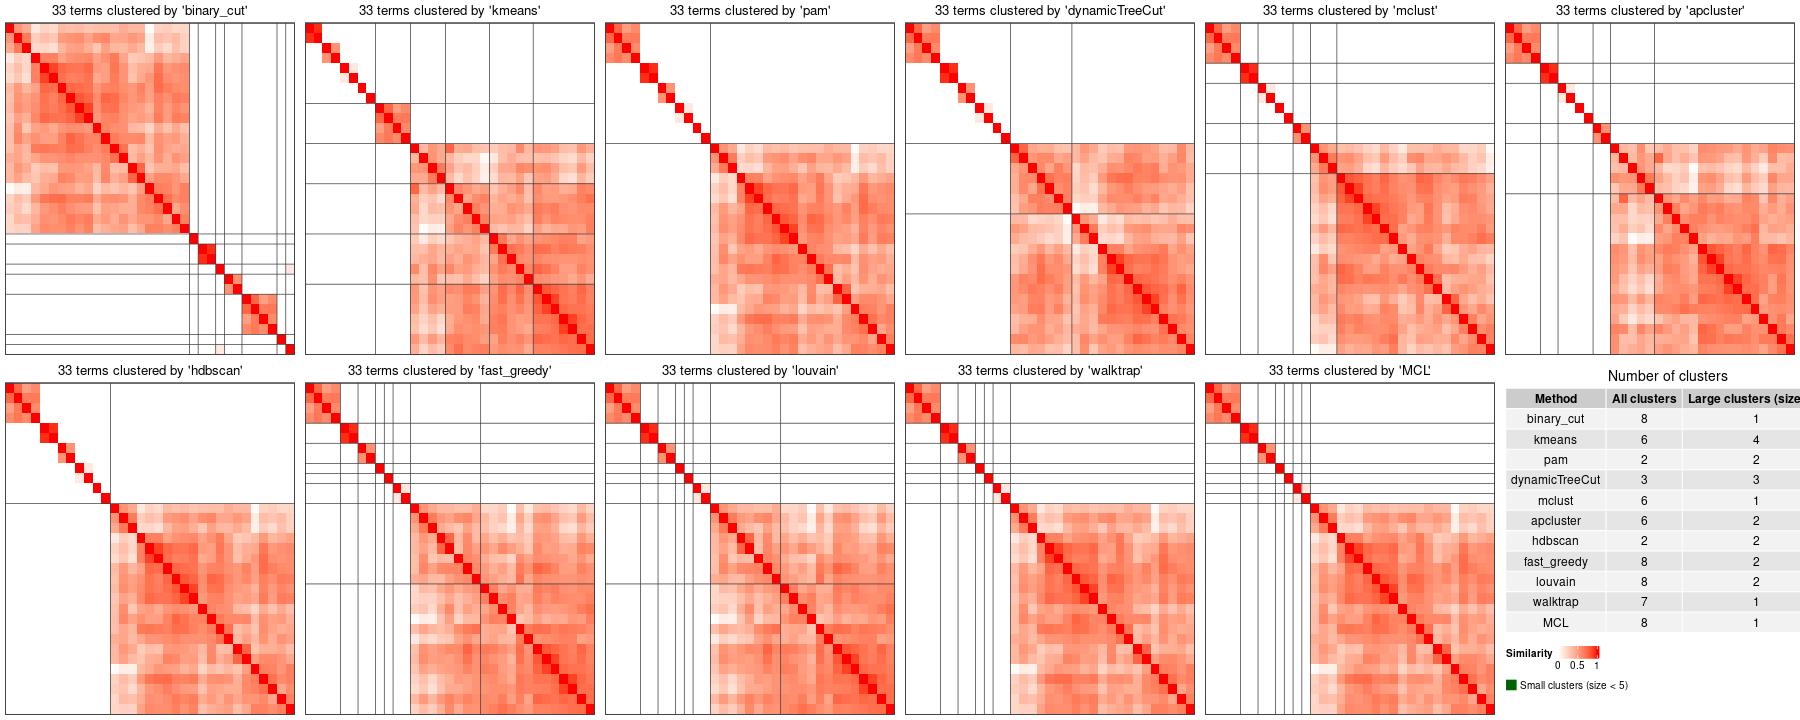 33 terms clustered by 'binary_cut'
33 terms clustered by 'kmeans'
33 terms clustered by 'pam'
33 terms clustered by 'dynamicTreeCut'
33 terms clustered by 'mclust'
33 terms clustered by 'apcluster'
33 terms clustered by 'hdbscan'
33 terms clustered by 'fast_greedy'
33 terms clustered by 'louvain'
33 terms clustered by 'walktrap'
33 terms clustered by 'MCL'
Number of clusters
Method All clusters Large clusters (size
binary_cut 8 1
kmeans 6 4
pam 2 2
dynamicTreeCut 3 3
mclust 6 1
apcluster 6 2
hdbscan 2 2
fast_greedy 8 2
louvain 8 2
walktrap 7 1
MCL 8 1
Similarity
0 0.5 1
Small clusters (size < 5)